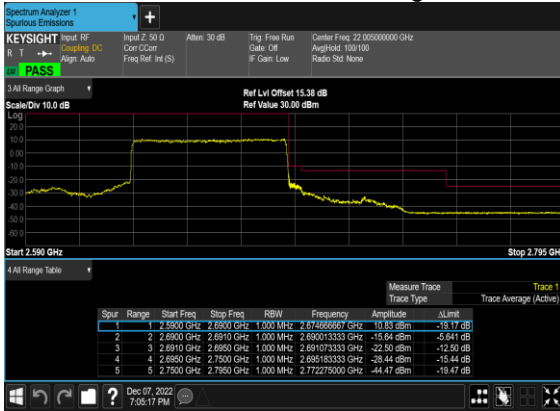 Spectrum Analyzer 1
Spurious Emissions
+
KEYSIGHT Input: RF Input Z: 50 Ω Atten: 30 dB Trig: Free Run Center Freq: 22.005000000 GHz
R T Coupling: DC Corr CCorr Gate: Off Avg|Hold: 100/100
Align: Auto Freq Ref: Int (S) IF Gain: Low Radio Std: None
PASS
3 All Range Graph
Ref Lvl Offset 15.38 dB
Scale/Div 10.0 dB Ref Value 30.00 dBm
Log
20.0
10.0
0.00
-10.0
-20.0
-30.0
-40.0
-50.0
-60.0
Start 2.590 GHz Stop 2.795 GH
4 All Range Table
Measure Trace Trace 1
Trace Type Trace Average (Active)
Spur Range Start Freq Stop Freq RBW Frequency Amplitude ΔLimit
1 1 2.5900 GHz 2.6900 GHz 1.000 MHz 2.674666667 GHz 10.83 dBm -19.17 dB
2 2 2.6900 GHz 2.6910 GHz 1.000 MHz 2.690013333 GHz -15.64 dBm -5.641 dB
3 3 2.6910 GHz 2.6950 GHz 1.000 MHz 2.691073333 GHz -22.50 dBm -12.50 dB
4 4 2.6950 GHz 2.7500 GHz 1.000 MHz 2.695183333 GHz -28.44 dBm -15.44 dB
5 5 2.7500 GHz 2.7950 GHz 1.000 MHz 2.772275000 GHz -44.47 dBm -19.47 dB
? Dec 07, 2022
7:05:17 PM